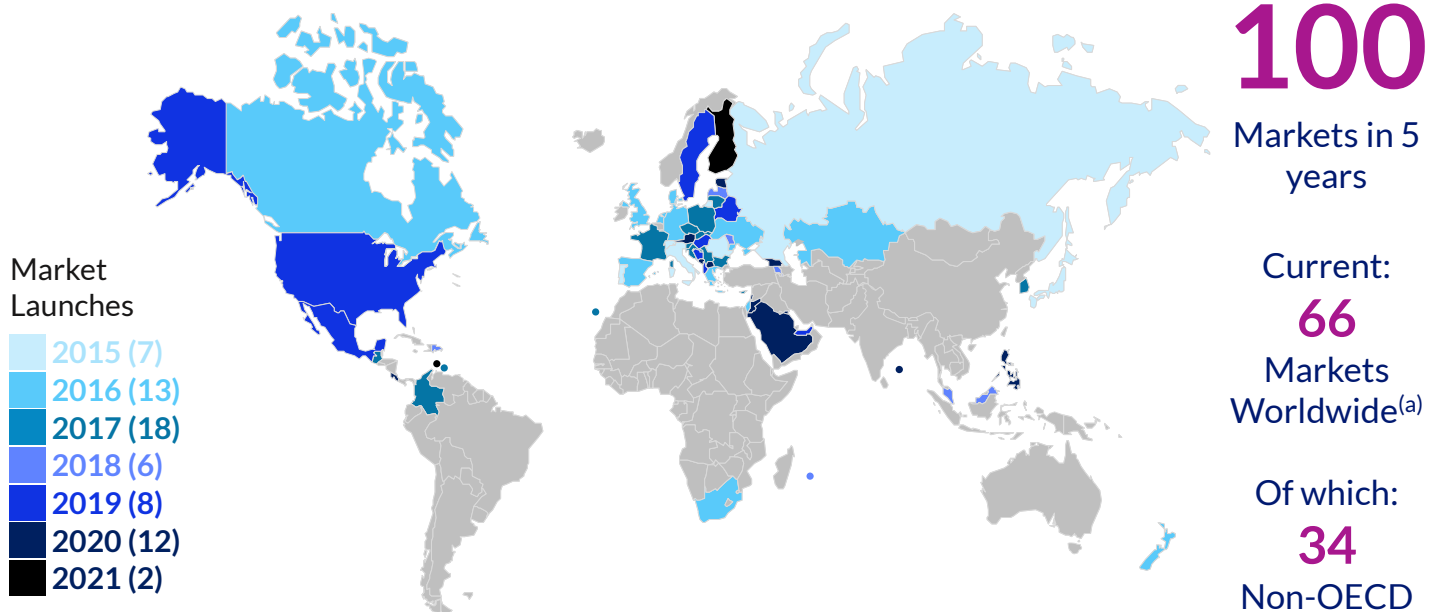 Market
Launches
2015 (7)
2016 (13)
2017 (18)
2018 (6)
2019 (8)
2020 (12)
2021 (2)
100
Markets in 5
years
Current:
66
Markets
Worldwide(a)
Of which:
34
Non-OECD